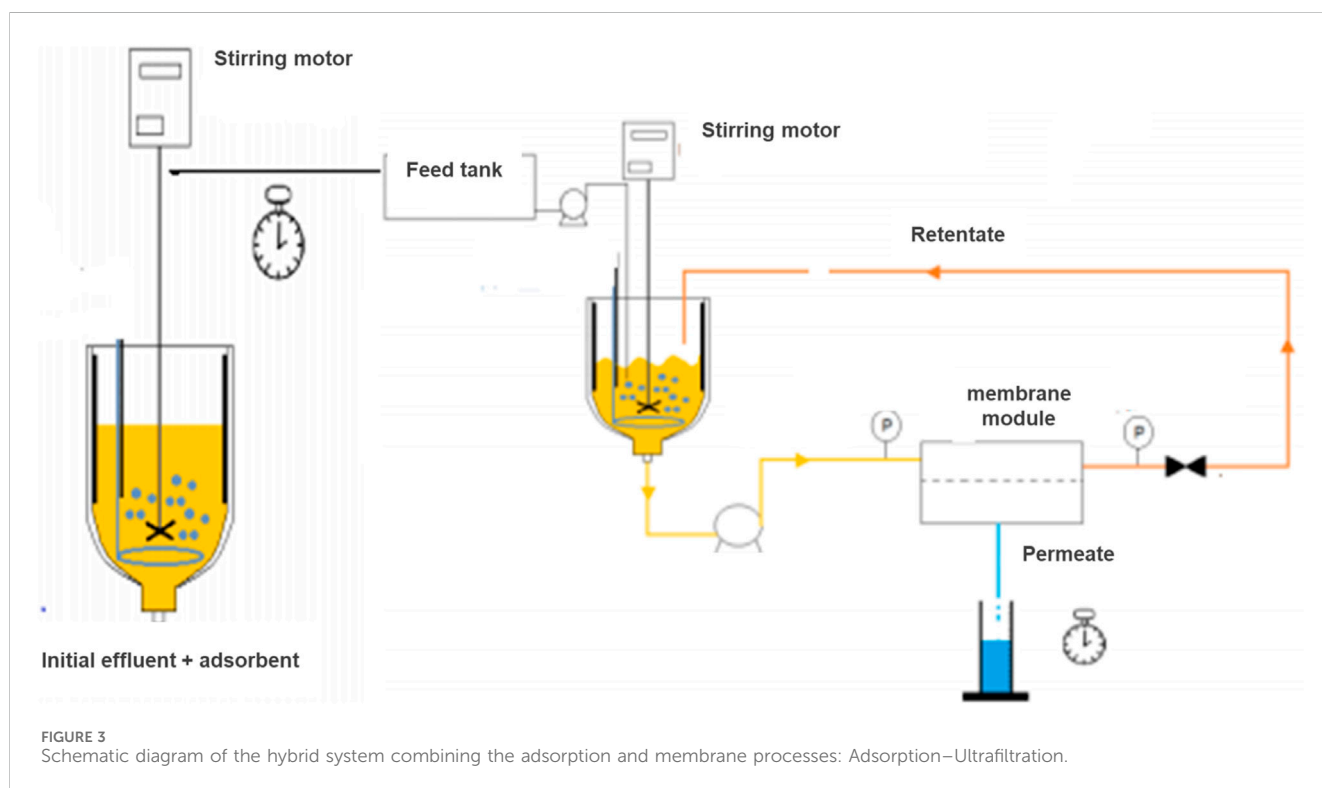 Stirring motor
Stirring motor
Feed tank
Retentate
membrane
module
P
P
Permeate
Initial effluent + adsorbent
FIGURE 3
Schematic diagram of the hybrid system combining the adsorption and membrane processes: Adsorption–Ultrafiltration.